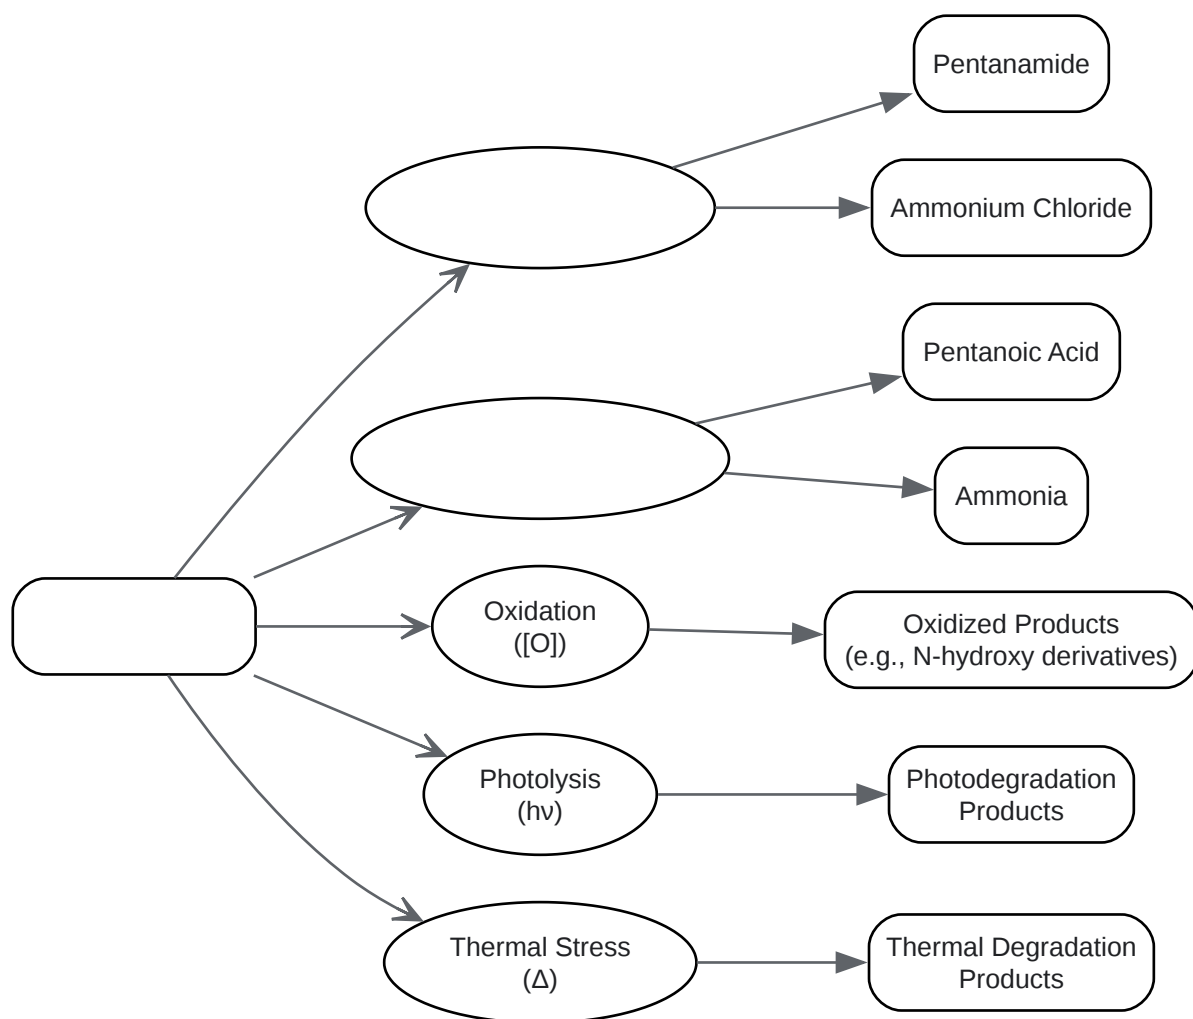 Pentanamide
Ammonium Chloride
Pentanoic Acid
Ammonia
Oxidation
([O])
Oxidized Products
(e.g., N-hydroxy derivatives)
Photolysis
(hν)
Photodegradation
Products
Thermal Stress
(Δ)
Thermal Degradation
Products